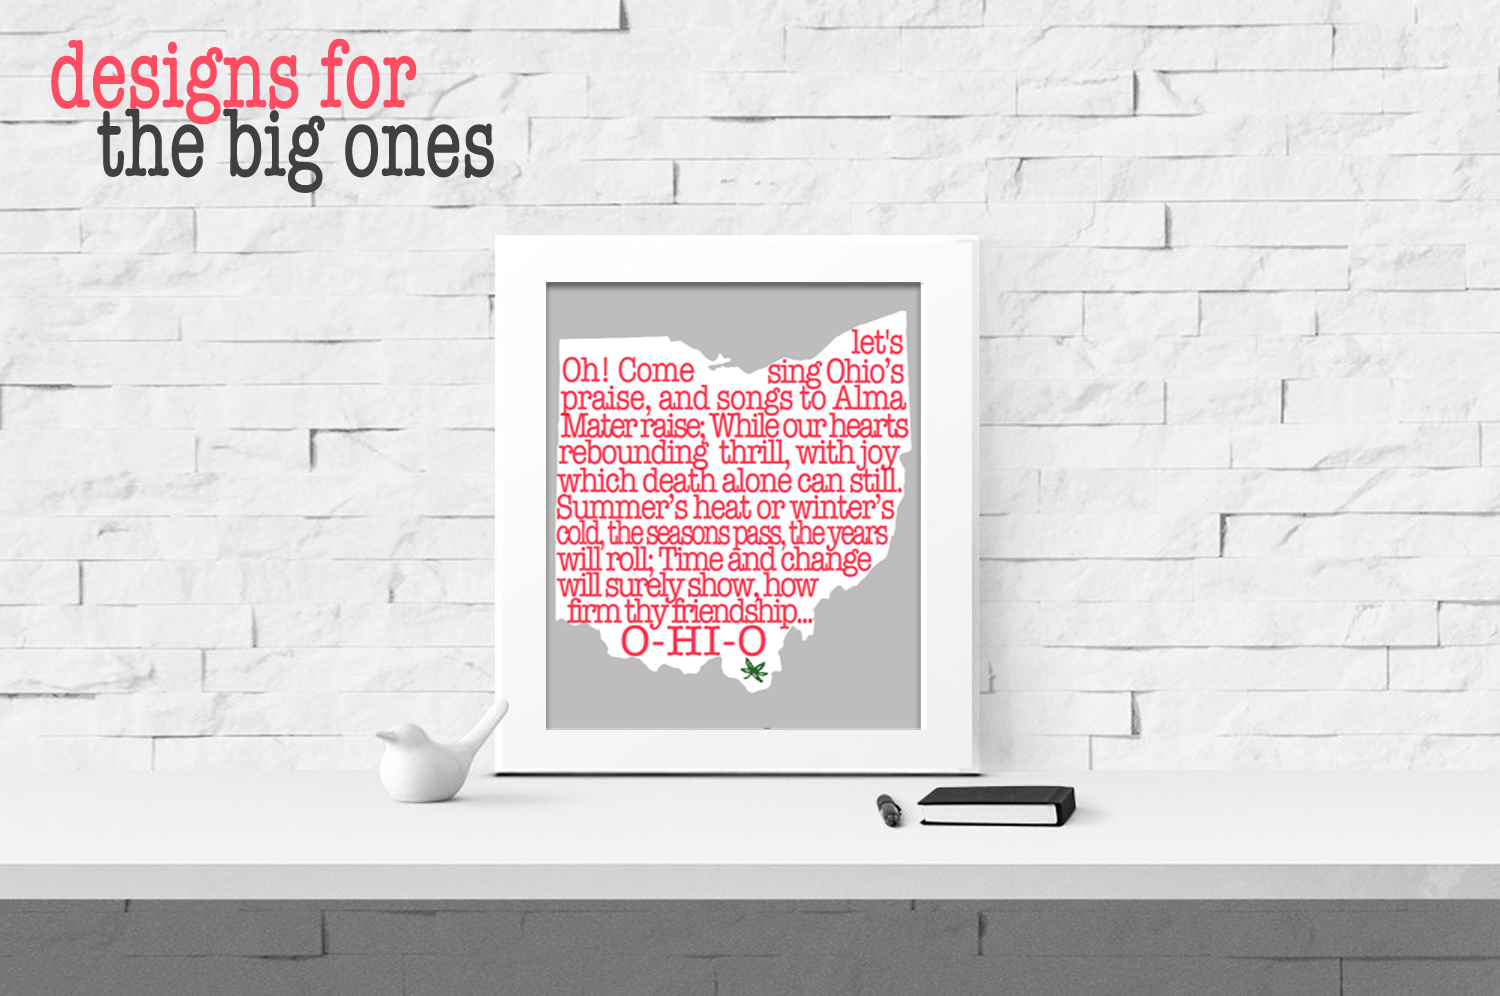 designs for
the big ones
let's
Oh! Come sing Ohio’s
praise, and songs to Alma
Mater raise; While our hearts
rebounding thrill, with joy
which death alone can still.
Summer’s heat or winter’s
cold, the seasons pass, the years
will roll; Time and change
will surely show, how
firm thy friendship...
O-HI-O